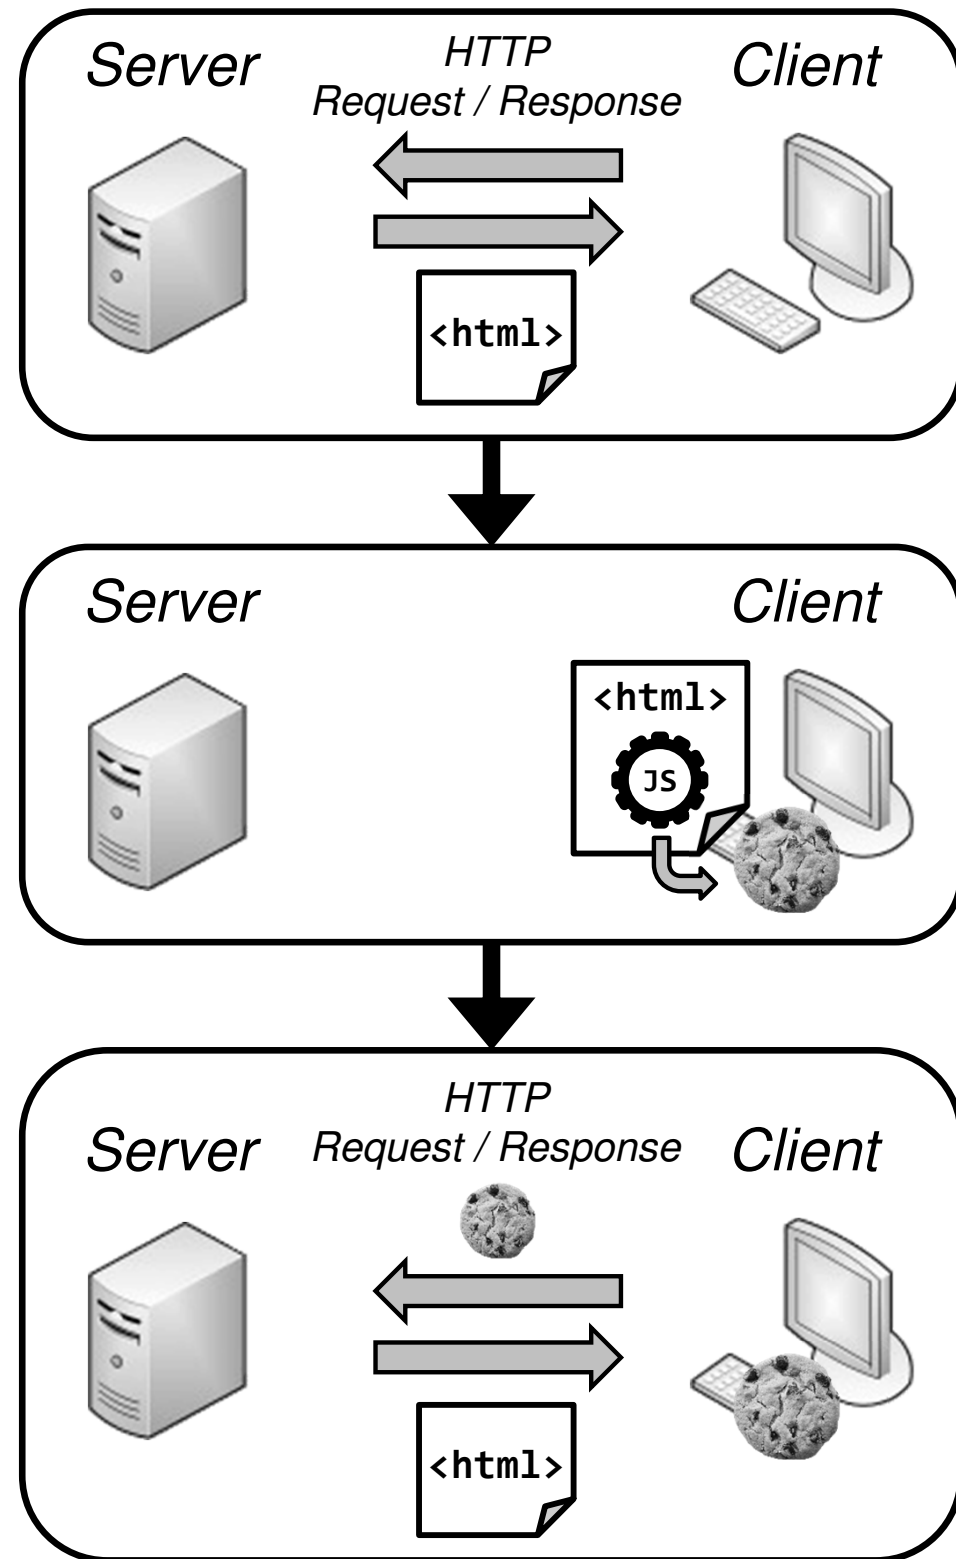 Server
HTTP
Request / Response
Client
<html>
Server
Client
<html>
JS
HTTP
Request / Response
Server
Client
<html>